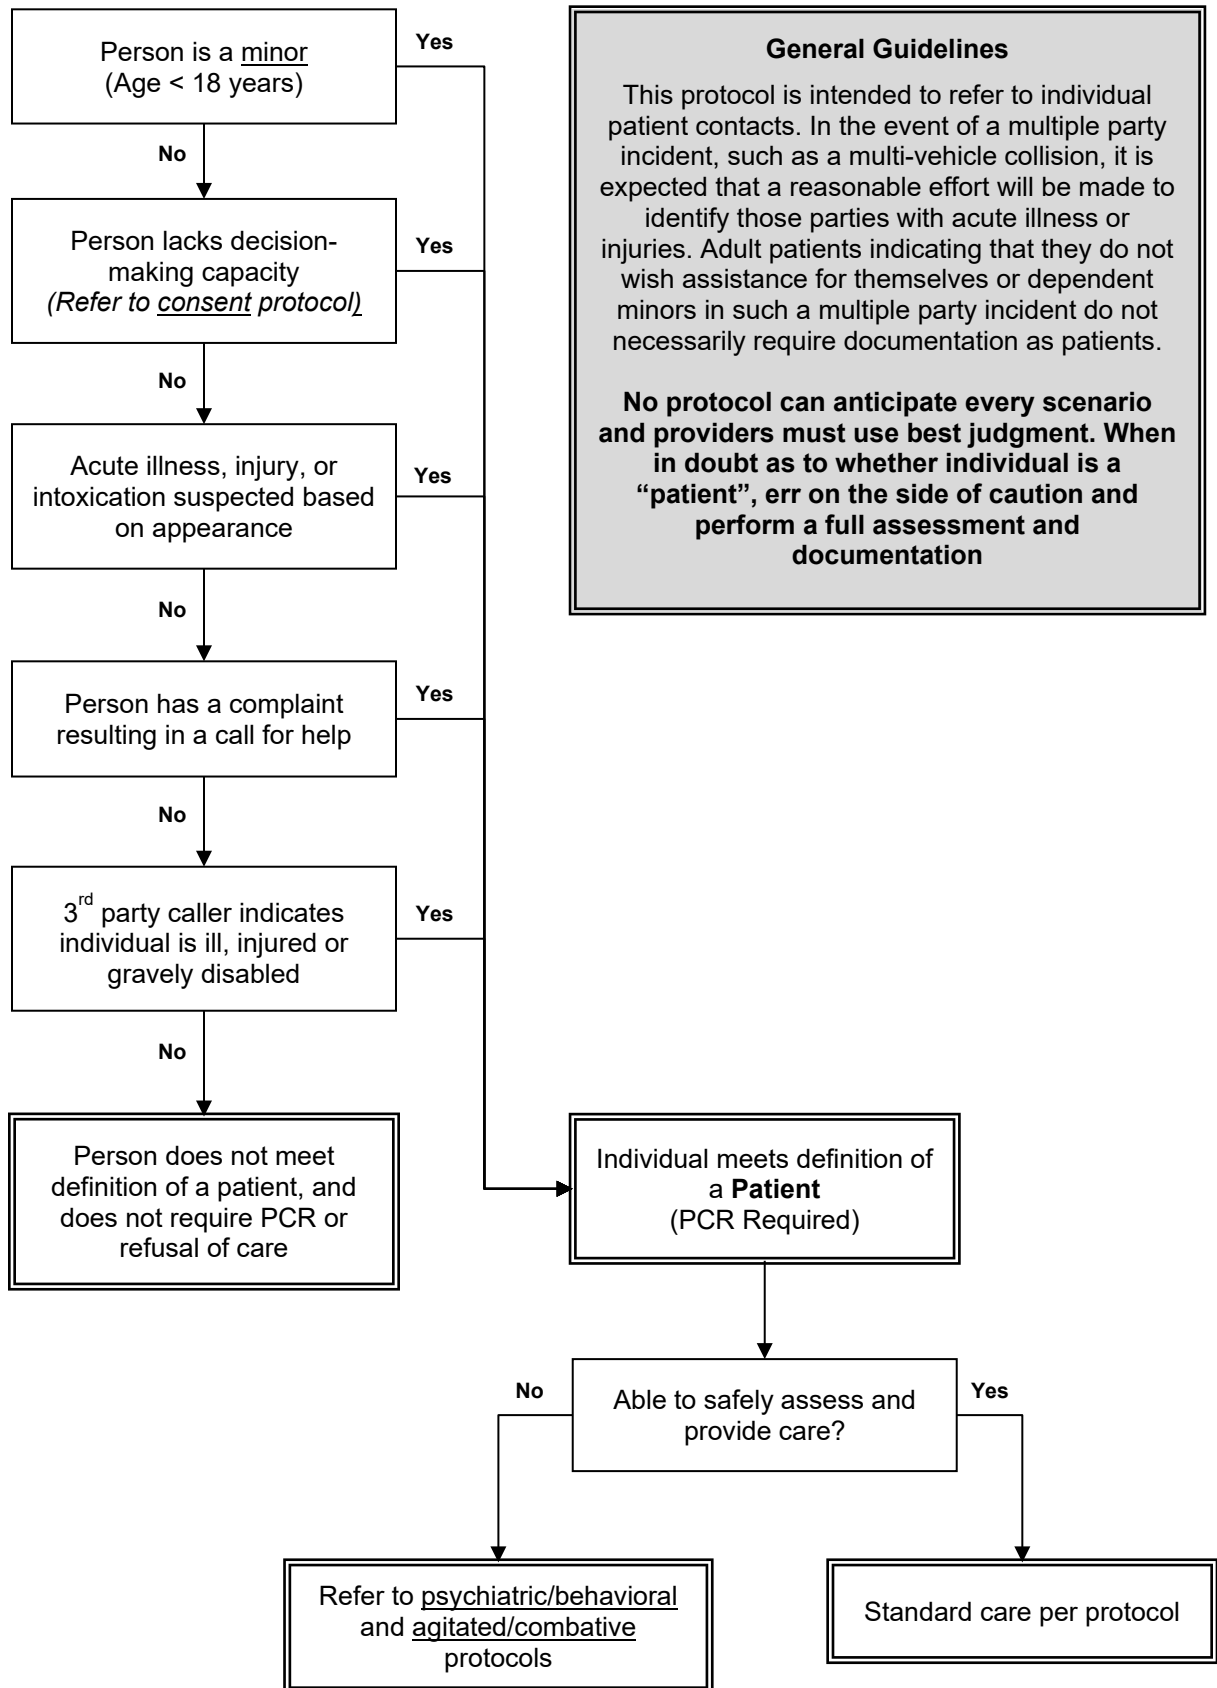 Person is a minor
(Age < 18 years)
Yes
No
Person lacks decision-
making capacity
(Refer to consent protocol)
Yes
No
Acute illness, injury, or
intoxication suspected based
on appearance
Yes
No
Person has a complaint
resulting in a call for help
Yes
No
3rd party caller indicates
individual is ill, injured or
gravely disabled
Yes
No
Person does not meet
definition of a patient, and
does not require PCR or
refusal of care
General Guidelines
This protocol is intended to refer to individual
patient contacts. In the event of a multiple party
incident, such as a multi-vehicle collision, it is
expected that a reasonable effort will be made to
identify those parties with acute illness or
injuries. Adult patients indicating that they do not
wish assistance for themselves or dependent
minors in such a multiple party incident do not
necessarily require documentation as patients.
No protocol can anticipate every scenario
and providers must use best judgment. When
in doubt as to whether individual is a
“patient”, err on the side of caution and
perform a full assessment and
documentation
Individual meets definition of
a Patient
(PCR Required)
Able to safely assess and
provide care?
No
Yes
Refer to psychiatric/behavioral
and agitated/combative
protocols
Standard care per protocol